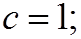 c = 1;